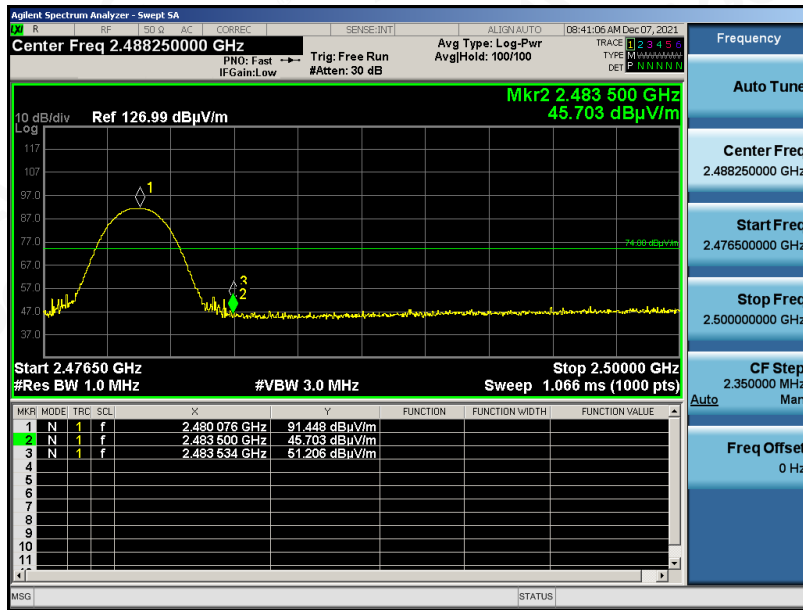 Agilent Spectrum Analyzer - Swept SA
LXI R RF 50 Ω AC CORREC SENSE:INT ALIGN AUTO 08:41:06 AM Dec 07, 2021
Center Freq 2.488250000 GHz
PNO: Fast
IFGain:Low
Trig: Free Run
#Atten: 30 dB
Avg Type: Log-Pwr
Avg|Hold: 100/100
TRACE 1 2 3 4 5 6
TYPE M
DET P N N N N N
Mkr2 2.483 500 GHz
45.703 dBµV/m
10 dB/div
Log
Ref 126.99 dBµV/m
117
107
97.0
87.0
77.0
67.0
57.0
47.0
37.0
1
3
2
74.00 dBµV/m
Start 2.47650 GHz Stop 2.50000 GHz
#Res BW 1.0 MHz #VBW 3.0 MHz Sweep 1.066 ms (1000 pts)
MKR MODE TRC SCL X Y FUNCTION FUNCTION WIDTH FUNCTION VALUE
1 N 1 f 2.480 076 GHz 91.448 dBµV/m
2 N 1 f 2.483 500 GHz 45.703 dBµV/m
3 N 1 f 2.483 534 GHz 51.206 dBµV/m
4
5
6
7
8
9
10
11
MSG STATUS
Frequency
Auto Tune
Center Freq
2.488250000 GHz
Start Freq
2.476500000 GHz
Stop Freq
2.500000000 GHz
CF Step
2.350000 MHz
Auto Man
Freq Offset
0 Hz